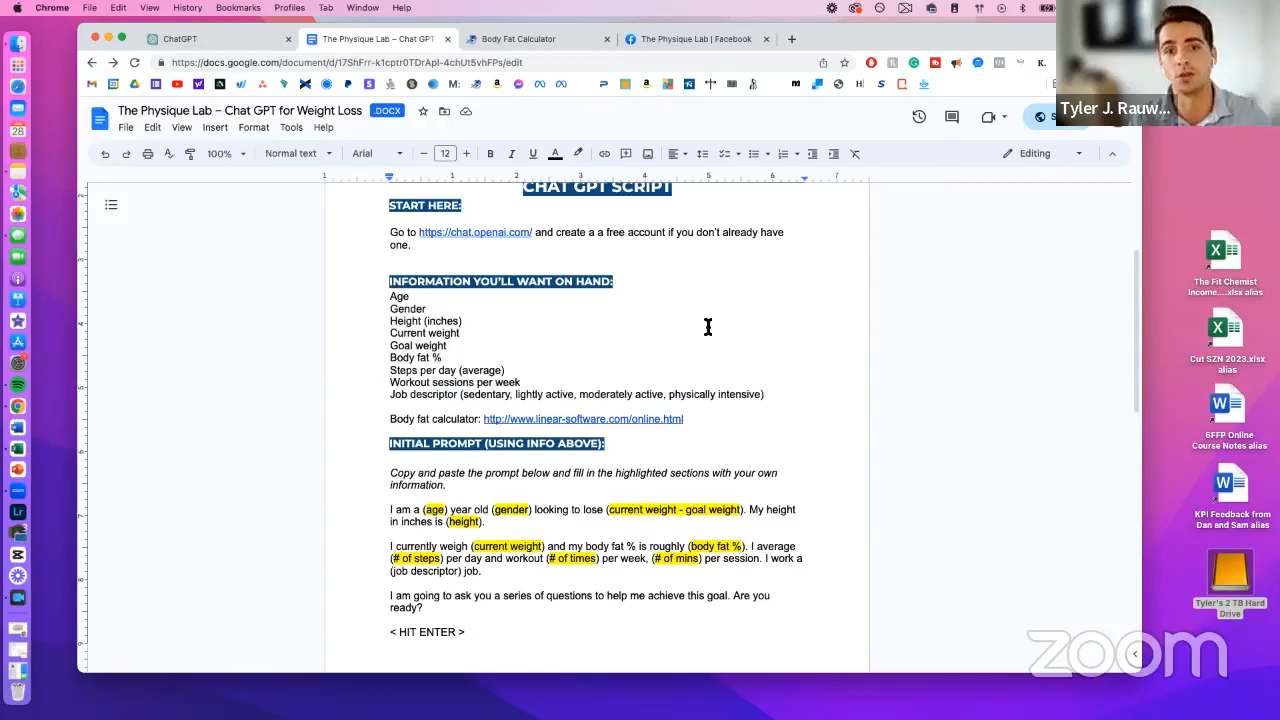 Chrome File Edit View History Bookmarks Profiles Tab Window Help
ChatGPT
The Physique Lab – Chat GPT
Body Fat Calculator
The Physique Lab | Facebook
https://docs.google.com/document/d/17ShFrr-k1cptr0TDrApI-4chUt5vhFPs/edit
The Physique Lab – Chat GPT for Weight Loss .DOCX
File Edit View Insert Format Tools Help
100% Normal text Arial 12 Editing
Tyler J. Rauw...
CHAT GPT SCRIPT
START HERE:
Go to https://chat.openai.com/ and create a a free account if you don't already have
one.
INFORMATION YOU'LL WANT ON HAND:
Age
Gender
Height (inches)
Current weight
Goal weight
Body fat %
Steps per day (average)
Workout sessions per week
Job descriptor (sedentary, lightly active, moderately active, physically intensive)
Body fat calculator: http://www.linear-software.com/online.html
INITIAL PROMPT (USING INFO ABOVE):
Copy and paste the prompt below and fill in the highlighted sections with your own
information.
I am a (age) year old (gender) looking to lose (current weight - goal weight). My height
in inches is (height).
I currently weigh (current weight) and my body fat % is roughly (body fat %). I average
(# of steps) per day and workout (# of times) per week, (# of mins) per session. I work a
(job descriptor) job.
I am going to ask you a series of questions to help me achieve this goal. Are you
ready?
< HIT ENTER >
The Fit Chemist
Income....xlsx alias
Cut SZN 2023.xlsx
alias
6FFP Online
Course Notes alias
KPI Feedback from
Dan and Sam alias
Tyler's 2 TB Hard
Drive
zoom